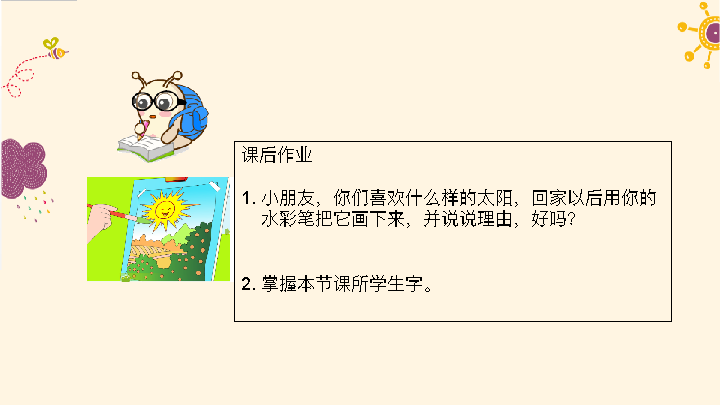 课后作业
1. 小朋友，你们喜欢什么样的太阳，回家以后用你的
水彩笔把它画下来，并说说理由，好吗？
2. 掌握本节课所学生字。